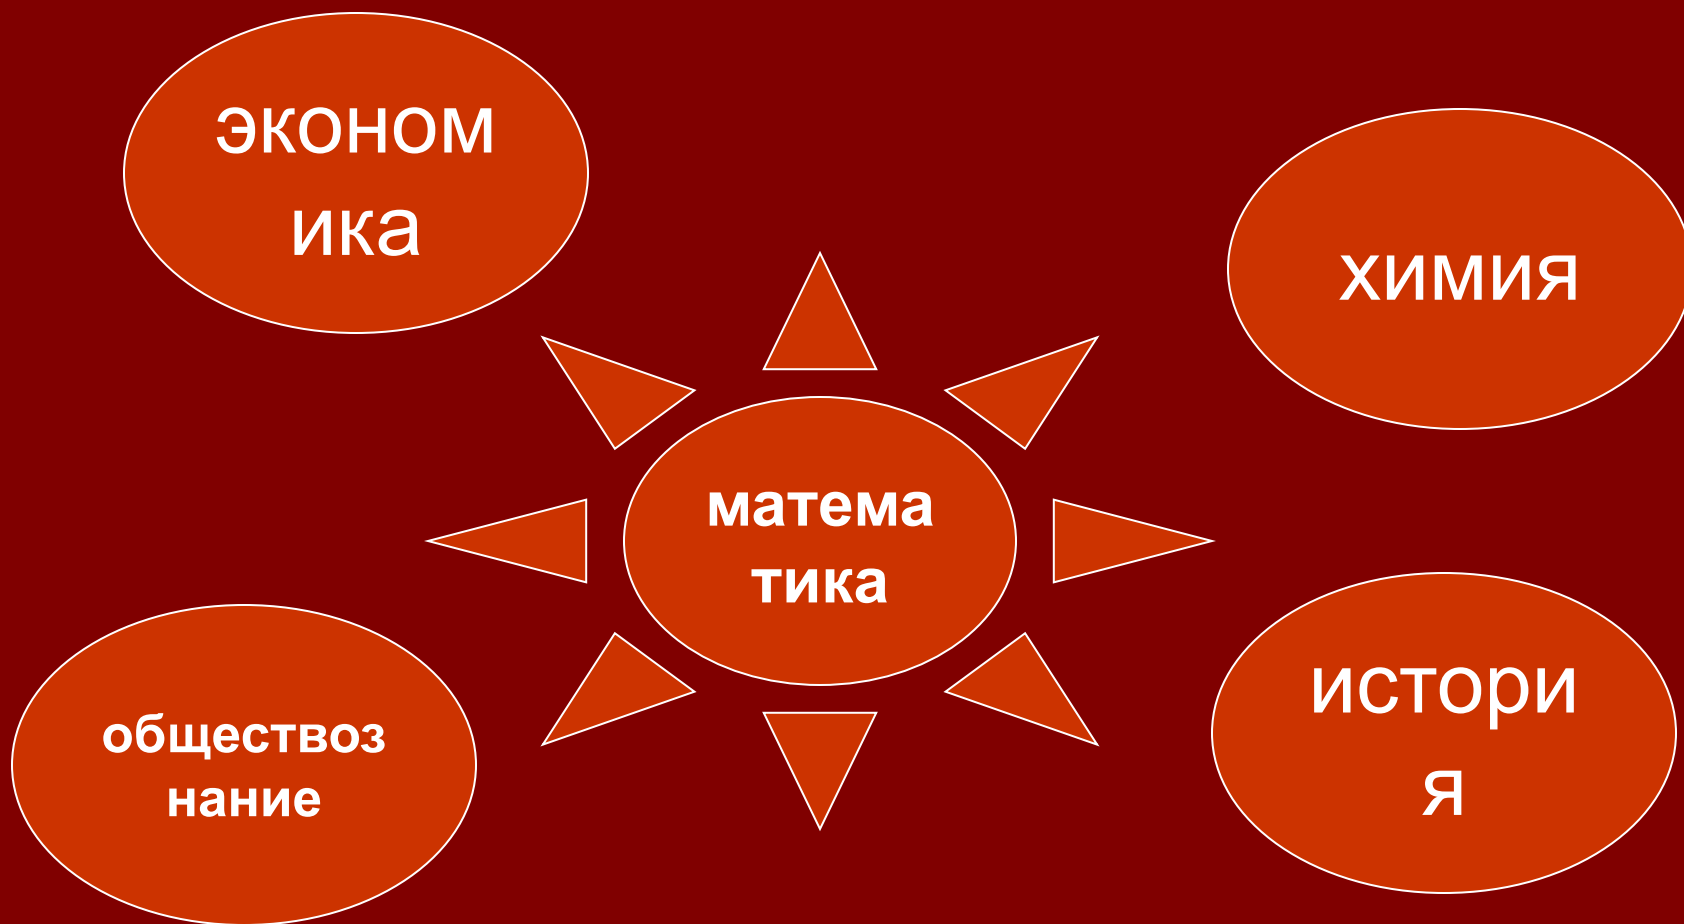 эконом
ика
химия
матема
тика
обществоз
нание
истори
я